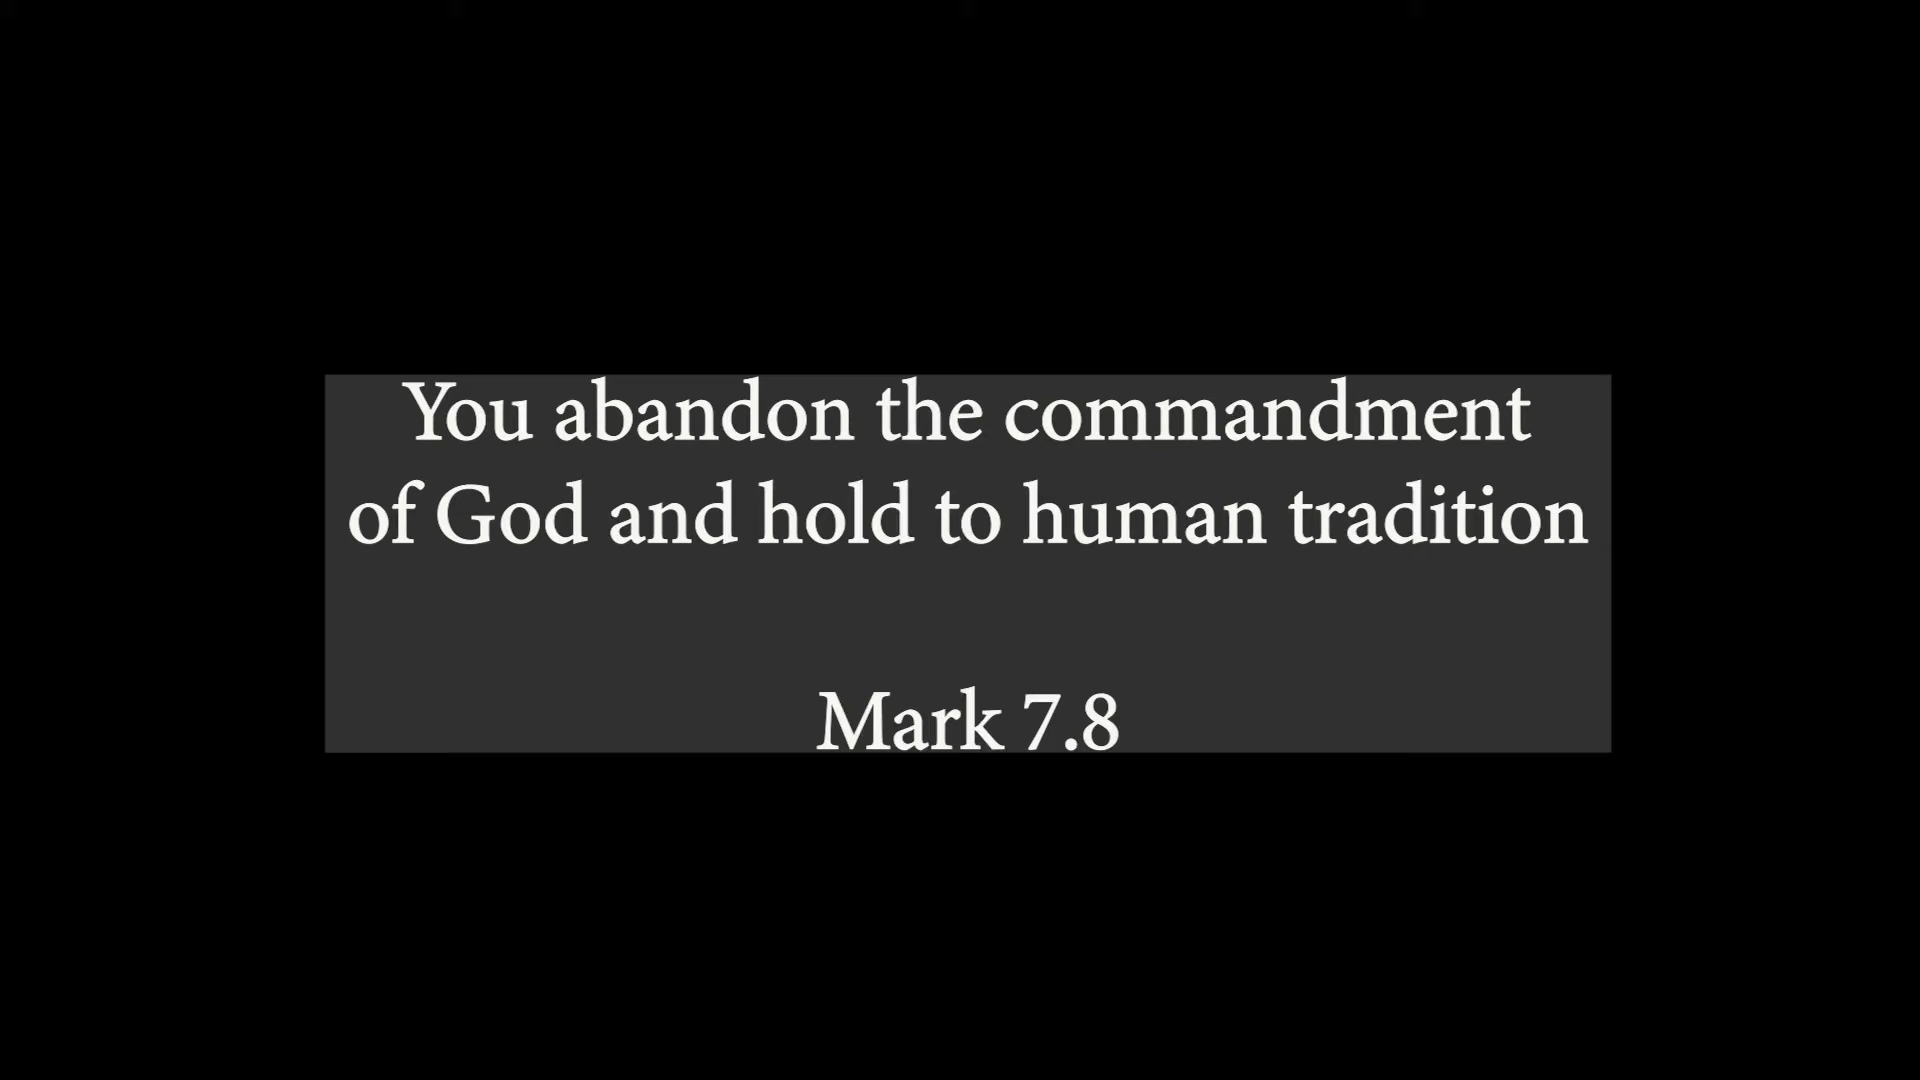 You abandon the commandment
of God and hold to human tradition
Mark 7.8